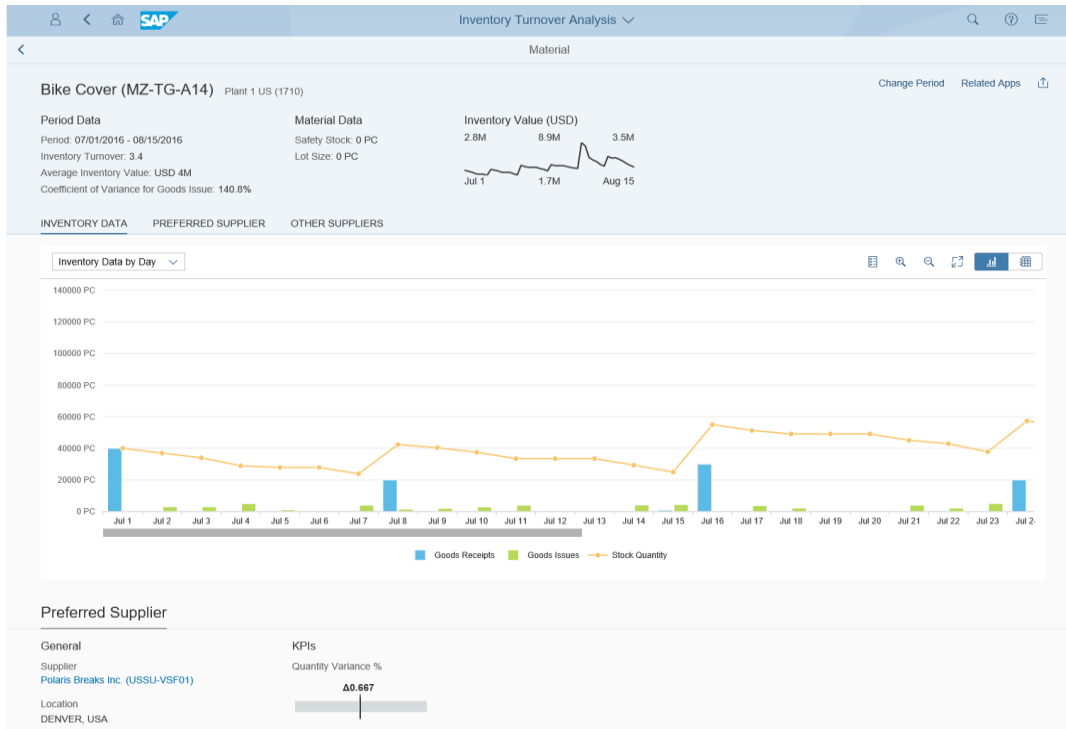 SAP Inventory Turnover Analysis
Material
Bike Cover (MZ-TG-A14) Plant 1 US (1710)
Change Period Related Apps
Period Data
Period: 07/01/2016 - 08/15/2016
Inventory Turnover: 3.4
Average Inventory Value: USD 4M
Coefficient of Variance for Goods Issue: 140.8%
Material Data
Safety Stock: 0 PC
Lot Size: 0 PC
Inventory Value (USD)
2.8M 8.9M 3.5M
Jul 1 1.7M Aug 15
INVENTORY DATA PREFERRED SUPPLIER OTHER SUPPLIERS
Inventory Data by Day
140000 PC
120000 PC
100000 PC
80000 PC
60000 PC
40000 PC
20000 PC
0 PC
Jul 1 Jul 2 Jul 3 Jul 4 Jul 5 Jul 6 Jul 7 Jul 8 Jul 9 Jul 10 Jul 11 Jul 12 Jul 13 Jul 14 Jul 15 Jul 16 Jul 17 Jul 18 Jul 19 Jul 20 Jul 21 Jul 22 Jul 23 Jul 2
Goods Receipts Goods Issues Stock Quantity
Preferred Supplier
General
Supplier
Polaris Breaks Inc. (USSU-VSF01)
Location
DENVER, USA
KPIs
Quantity Variance %
Δ0.667